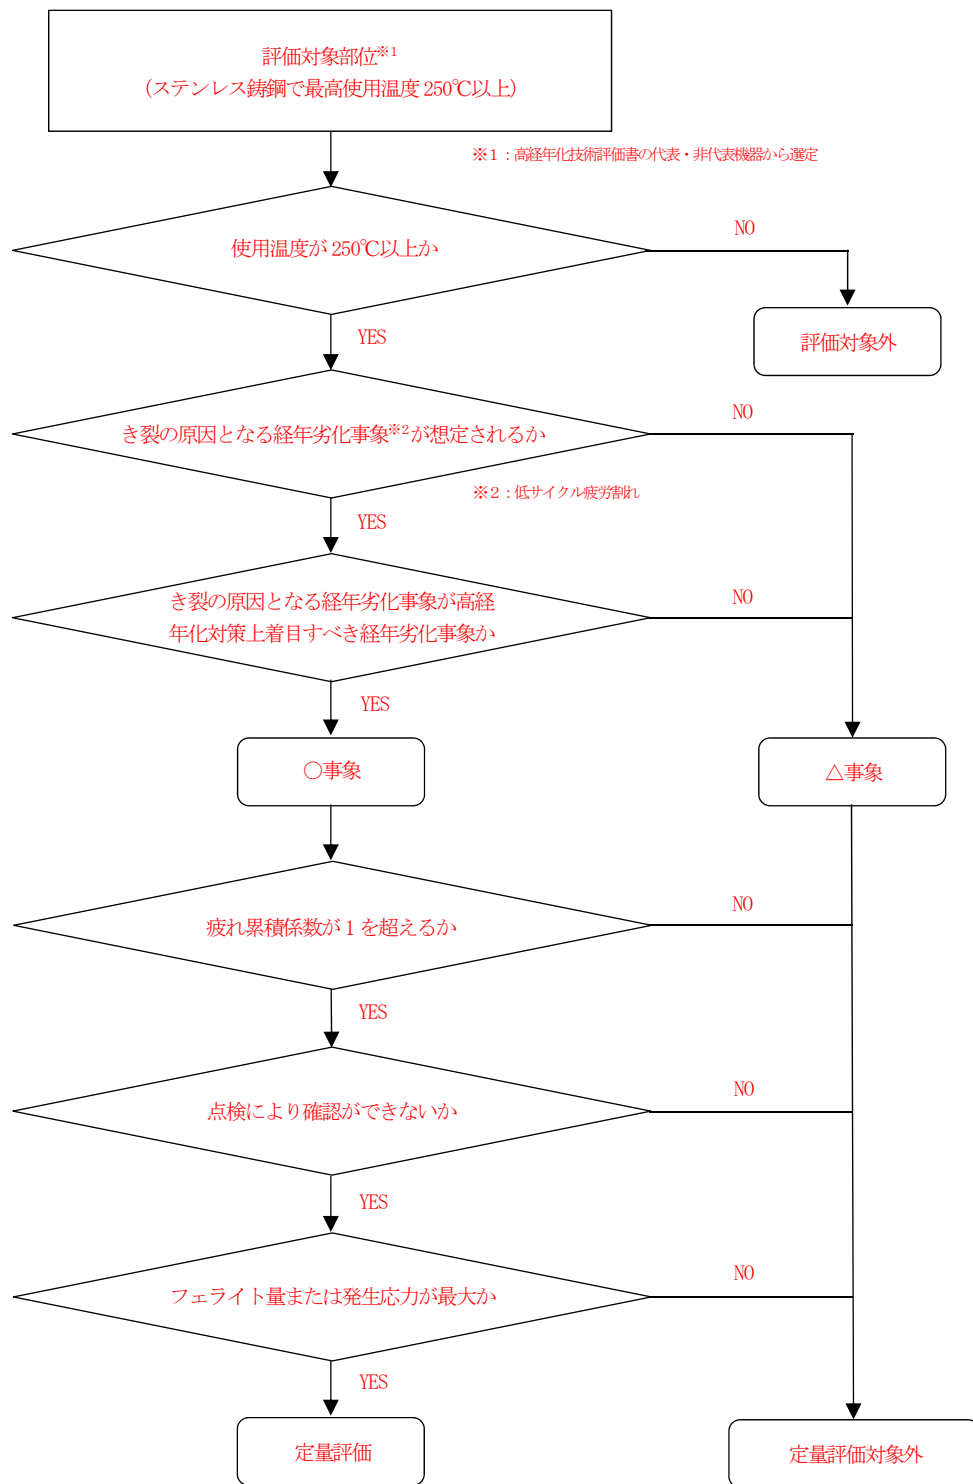 評価対象部位※1
（ステンレス鋳鋼で最高使用温度 250℃以上）
※１：高経年化技術評価書の代表・非代表機器から選定
使用温度が 250℃以上か
NO
評価対象外
YES
き裂の原因となる経年劣化事象※2が想定されるか
NO
※２：低サイクル疲労割れ
YES
き裂の原因となる経年劣化事象が高経
年化対策上着目すべき経年劣化事象か
NO
YES
○事象
△事象
疲れ累積係数が 1 を超えるか
NO
YES
点検により確認ができないか
NO
YES
フェライト量または発生応力が最大か
NO
YES
定量評価
定量評価対象外